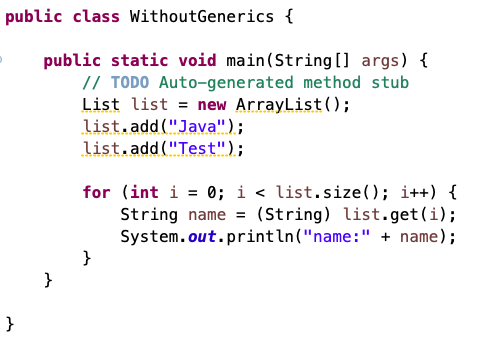 public class WithoutGenerics {
public static void main(String[] args) {
// TODO Auto-generated method stub
List list = new ArrayList();
list.add("Java");
list.add("Test");
for (int i = 0; i < list.size(); i++) {
String name = (String) list.get(i);
System.out.println("name:" + name);
}
}
}